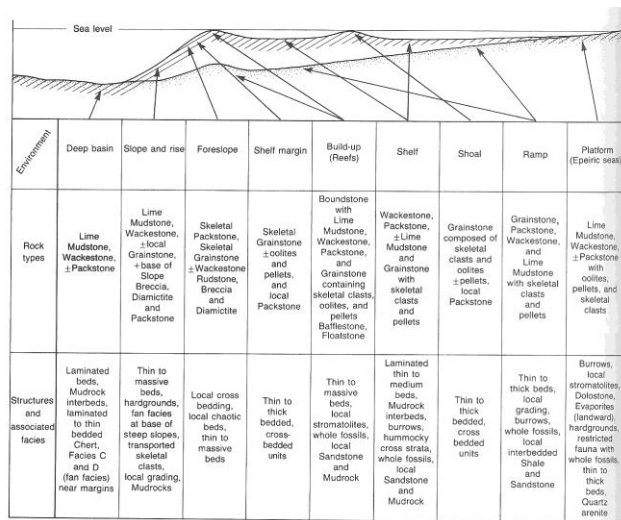 Sea level
Environment
Deep basin
Slope and rise
Foreslope
Shelf margin
Build-up
(Reefs)
Shelf
Shoal
Ramp
Platform
(Epeiric seas)
Rock
types
Lime
Mudstone,
Wackestone,
±Packstone
Lime
Mudstone,
Wackestone,
±local
Grainstone,
+base of
Slope
Breccia,
Diamictite
and
Packstone
Skeletal
Packstone,
Skeletal
Grainstone
±Wackestone
Rudstone,
Breccia
and
Diamictite
Skeletal
Grainstone
±oolites
and
pellets,
and local
Packstone
Boundstone
with
Lime
Mudstone,
Wackestone,
Packstone,
and
Grainstone
containing
skeletal clasts,
oolites, and
pellets
Bafflestone,
Floatstone
Wackestone,
Packstone,
±Lime
Mudstone
and
Grainstone
with
skeletal
clasts
and
pellets
Grainstone
composed of
skeletal
clasts and
oolites
±pellets,
local
Packstone
Grainstone,
Packstone,
Wackestone,
and
Lime
Mudstone
with skeletal
clasts
and
pellets
Lime
Mudstone,
Wackestone,
±Packstone
with
oolites,
pellets, and
skeletal
clasts
Structures
and
associated
facies
Laminated
beds,
Mudrock
interbeds,
laminated
to thin
bedded
Chert,
Facies C
and D
(fan facies)
near margins
Thin to
massive
beds,
hardgrounds,
fan facies
at base of
steep slopes,
transported
skeletal
clasts,
local grading,
Mudrocks
Local cross
bedding,
local chaotic
beds,
thin to
massive
beds
Thin to
thick
bedded,
cross-
bedded
units
Thin to
massive
beds,
local
stromatolites,
whole fossils,
local
Sandstone
and
Mudrock
Laminated
thin to
medium
beds,
Mudrock
interbeds,
burrows,
hummocky
cross strata,
whole fossils,
local
Sandstone
and
Mudrock
Thin to
thick
bedded,
cross
bedded
units
Thin to
thick beds,
local
grading,
burrows,
whole fossils,
local
interbedded
Shale
and
Sandstone
Burrows,
local
stromatolites,
Dolostone,
Evaporites
(landward),
hardgrounds,
restricted
fauna with
whole fossils,
thin to
thick
beds,
Quartz
arenite